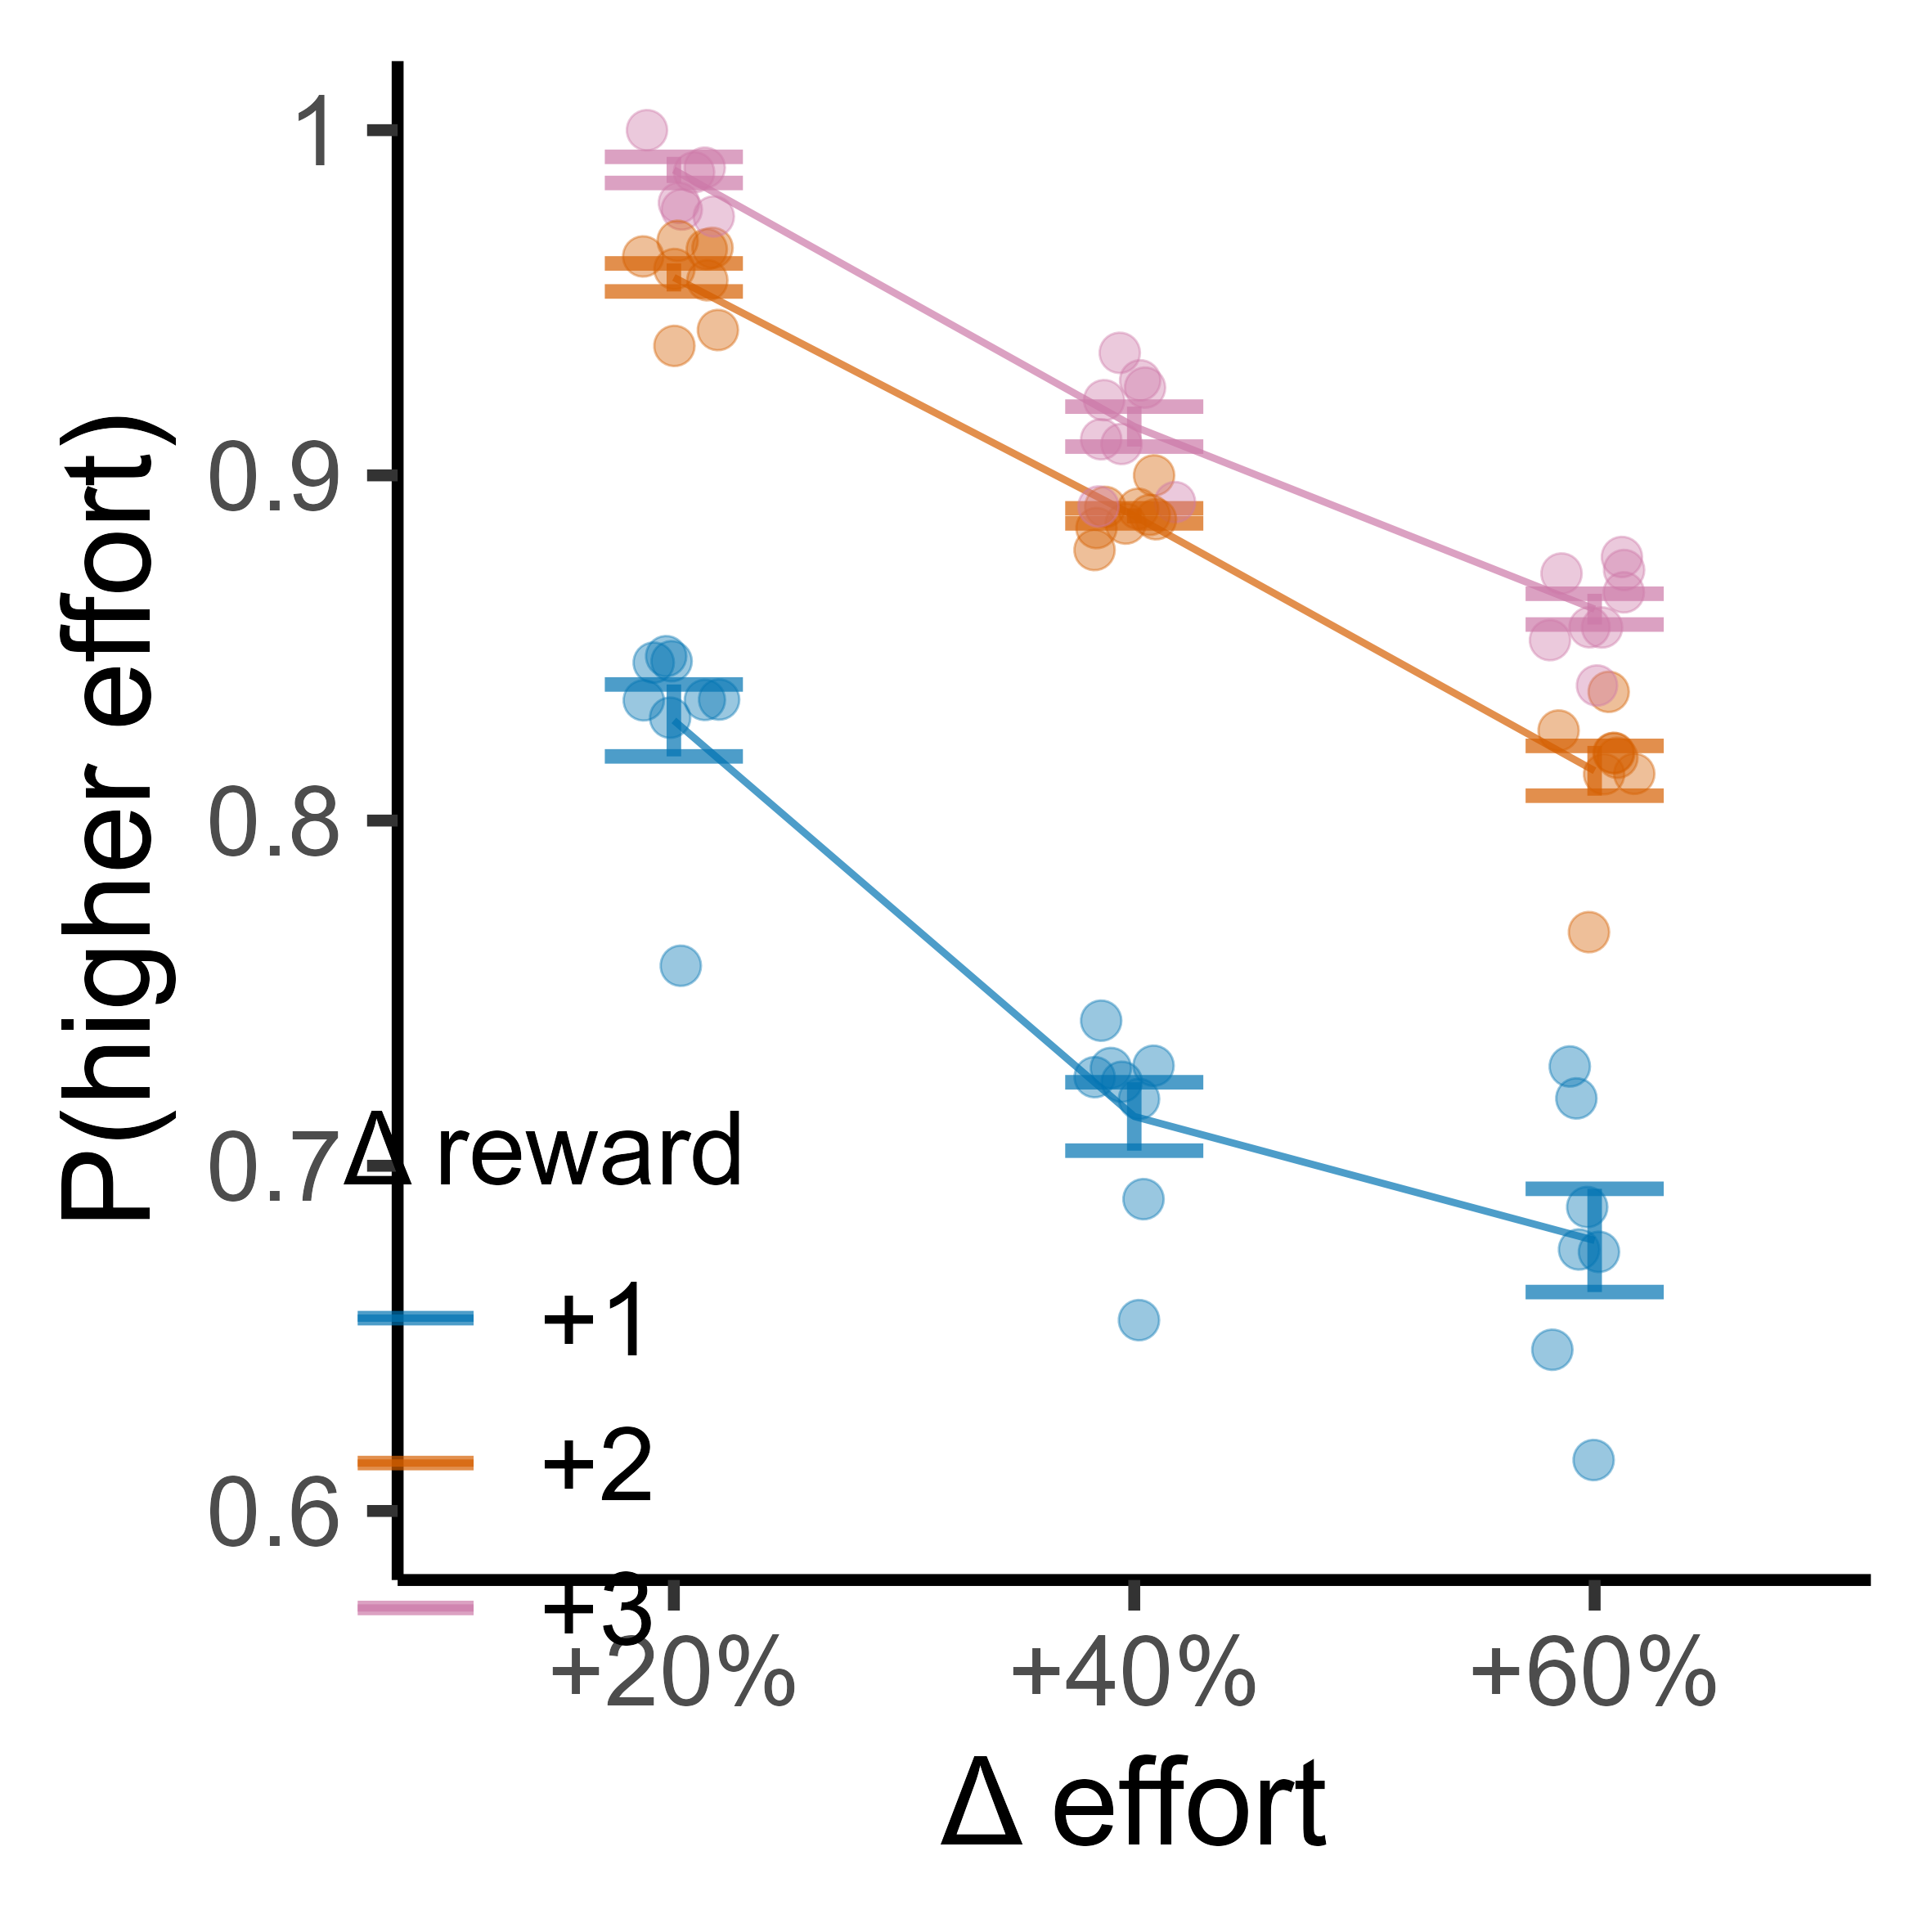 P(higher effort)
1
0.9
0.8
0.7
0.6
Δ reward
+1
+2
+3
+20% +40% +60%
Δ effort